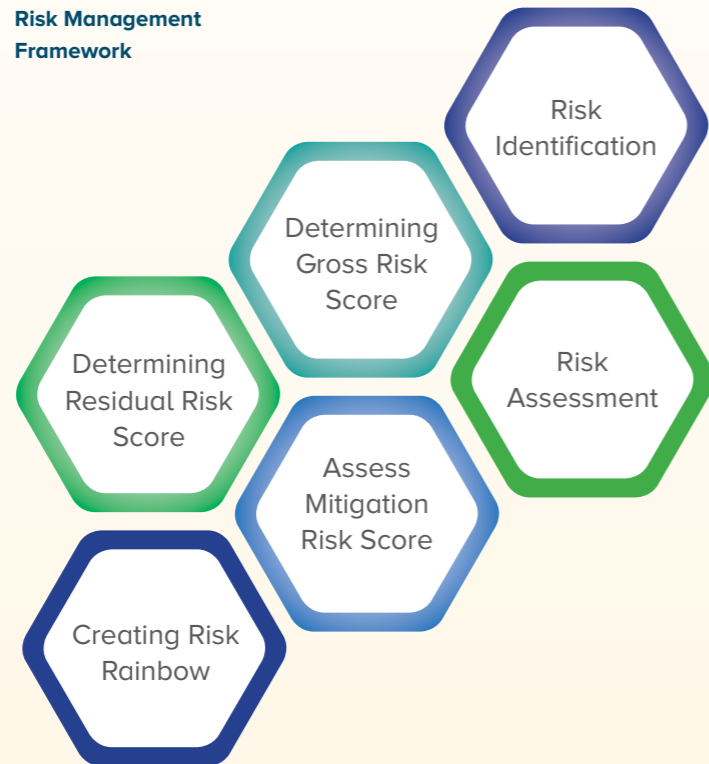 Risk Management
Framework
Risk
Identification
Determining
Gross Risk
Score
Risk
Assessment
Determining
Residual Risk
Score
Assess
Mitigation
Risk Score
Creating Risk
Rainbow